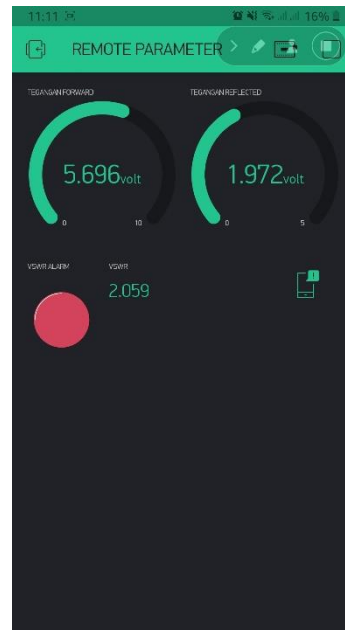 11:11
16%
REMOTE PARAMETER
TEGANGAN FORWARD
TEGANGAN REFLECTED
5.696volt
1.972volt
0 10
0 5
VSWR ALARM
VSWR
2.059